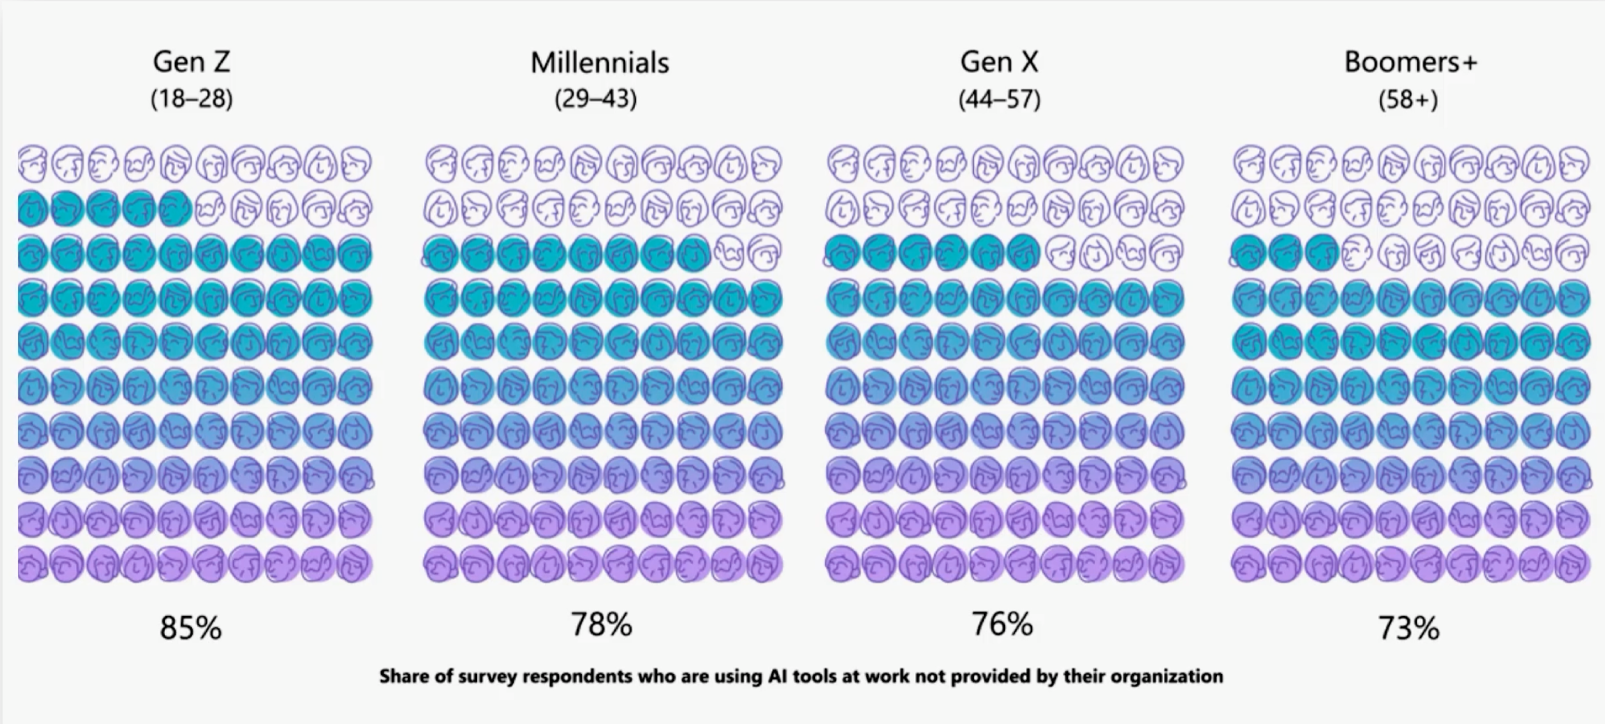 Gen Z
(18–28)
Millennials
(29–43)
Gen X
(44–57)
Boomers+
(58+)
85%
78%
76%
73%
Share of survey respondents who are using AI tools at work not provided by their organization